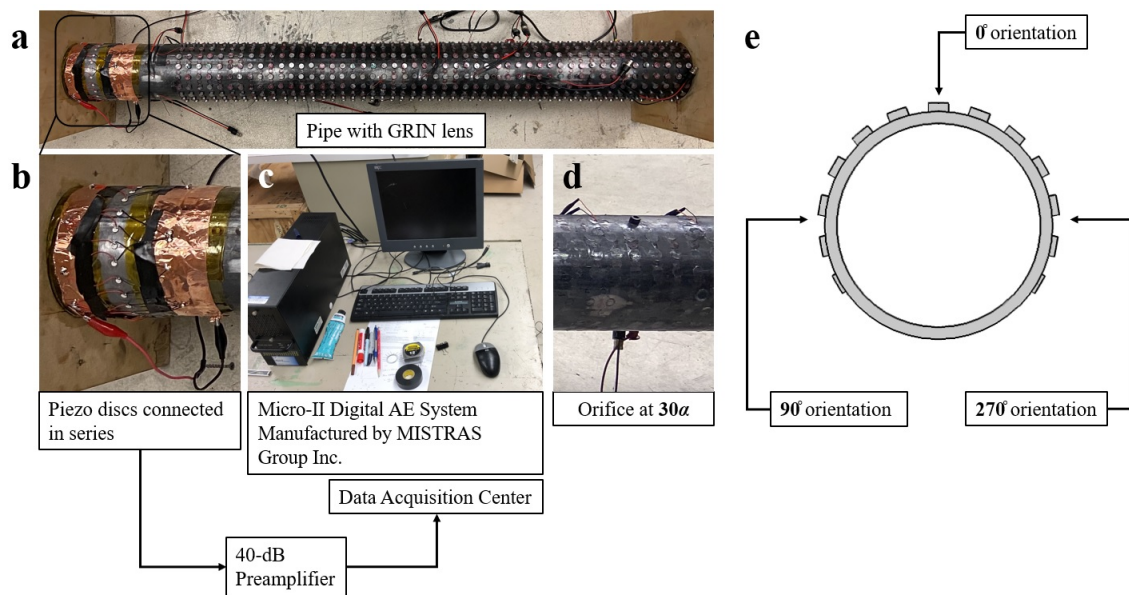 a
Pipe with GRIN lens
b
Piezo discs connected
in series
c
Micro-II Digital AE System
Manufactured by MISTRAS
Group Inc.
d
Orifice at 30a
Data Acquisition Center
40-dB
Preamplifier
e
0° orientation
90° orientation
270° orientation